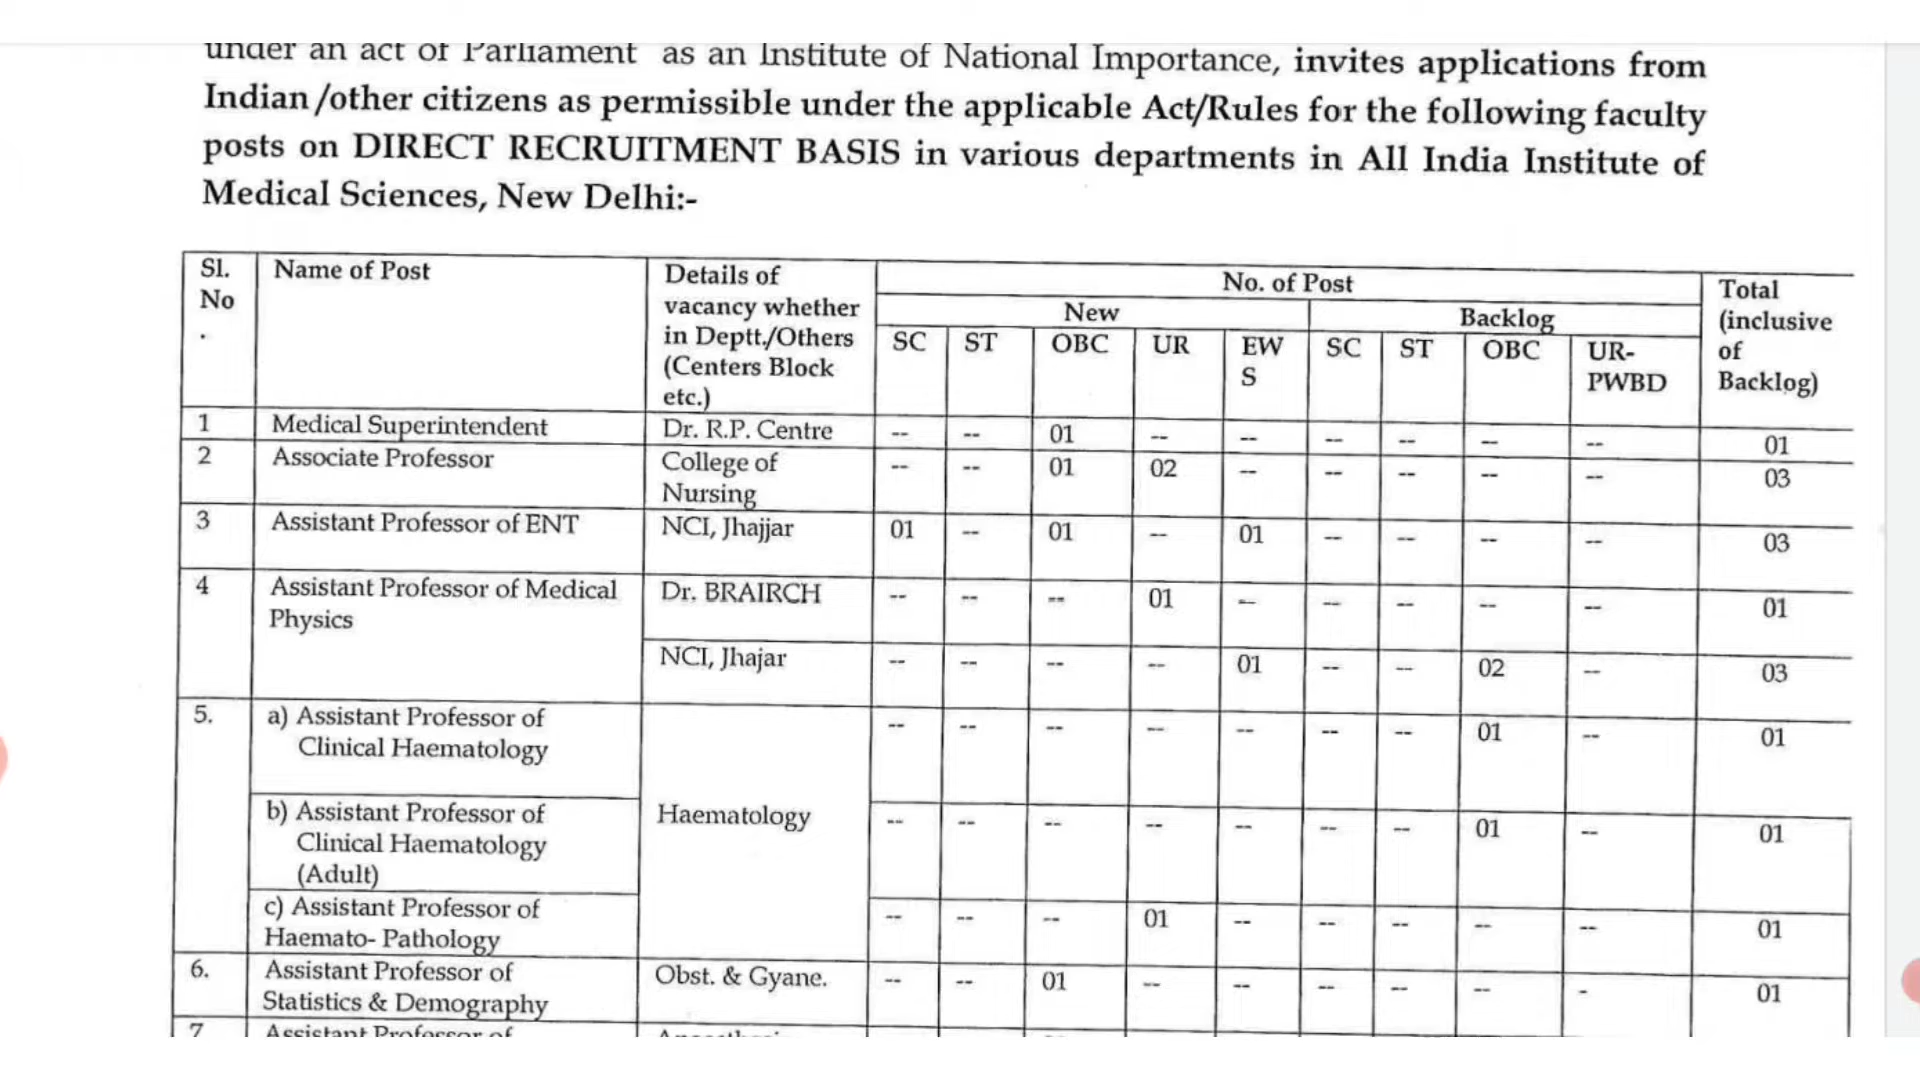 under an act of Parliament as an Institute of National Importance, invites applications from
Indian/other citizens as permissible under the applicable Act/Rules for the following faculty
posts on DIRECT RECRUITMENT BASIS in various departments in All India Institute of
Medical Sciences, New Delhi:-
Sl. No . Name of Post Details of vacancy whether in Deptt./Others (Centers Block etc.) No. of Post Total (inclusive of Backlog)
New Backlog
SC ST OBC UR EWS SC ST OBC UR-PWBD
1 Medical Superintendent Dr. R.P. Centre -- -- 01 -- -- -- -- -- -- 01
2 Associate Professor College of Nursing -- -- 01 02 -- -- -- -- -- 03
3 Assistant Professor of ENT NCI, Jhajjar 01 -- 01 -- 01 -- -- -- -- 03
4 Assistant Professor of Medical Physics Dr. BRAIRCH -- -- -- 01 -- -- -- -- -- 01
NCI, Jhajar -- -- -- -- 01 -- -- 02 -- 03
5. a) Assistant Professor of Clinical Haematology -- -- -- -- -- -- -- 01 -- 01
b) Assistant Professor of Clinical Haematology (Adult) Haematology -- -- -- -- -- -- -- 01 -- 01
c) Assistant Professor of Haemato- Pathology -- -- -- 01 -- -- -- -- -- 01
6. Assistant Professor of Statistics & Demography Obst. & Gyane. -- -- 01 -- -- -- -- -- - 01
7 Assistant Professor of